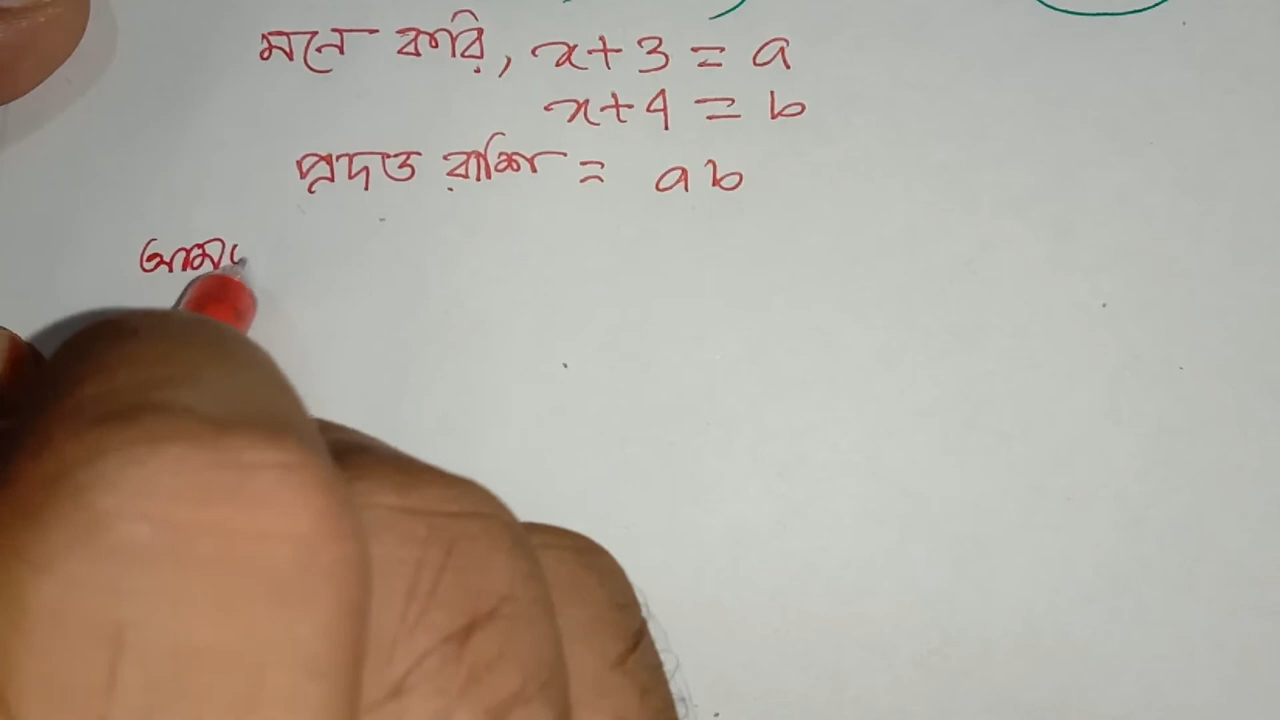 মনে করি, x+3 = a
x+4 = b
প্রদত্ত রাশি = ab